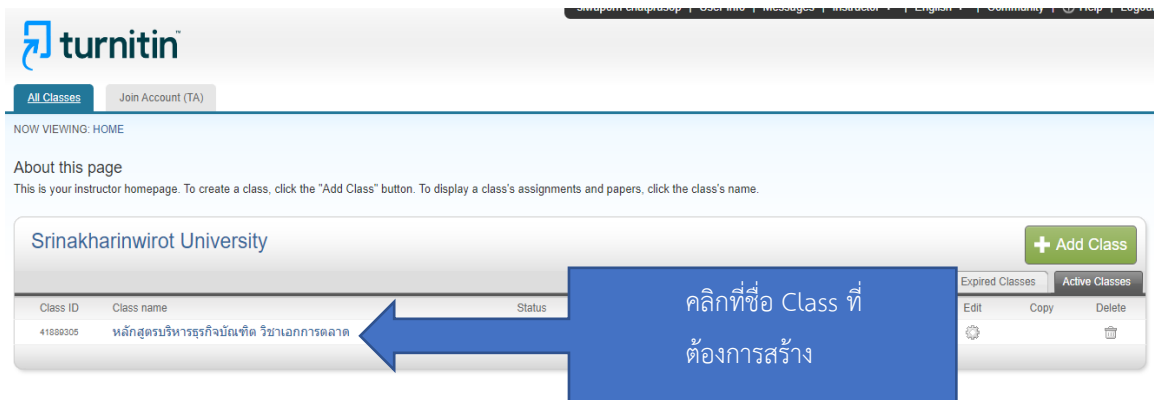 turnitin
All Classes
Join Account (TA)
NOW VIEWING: HOME
About this page
This is your instructor homepage. To create a class, click the "Add Class" button. To display a class's assignments and papers, click the class's name.
Srinakharinwirot University
Add Class
Expired Classes
Active Classes
Class ID Class name Status Edit Copy Delete
41889305 หลักสูตรบริหารธุรกิจบัณฑิต วิชาเอกการตลาด
คลิกที่ชื่อ Class ที่
ต้องการสร้าง